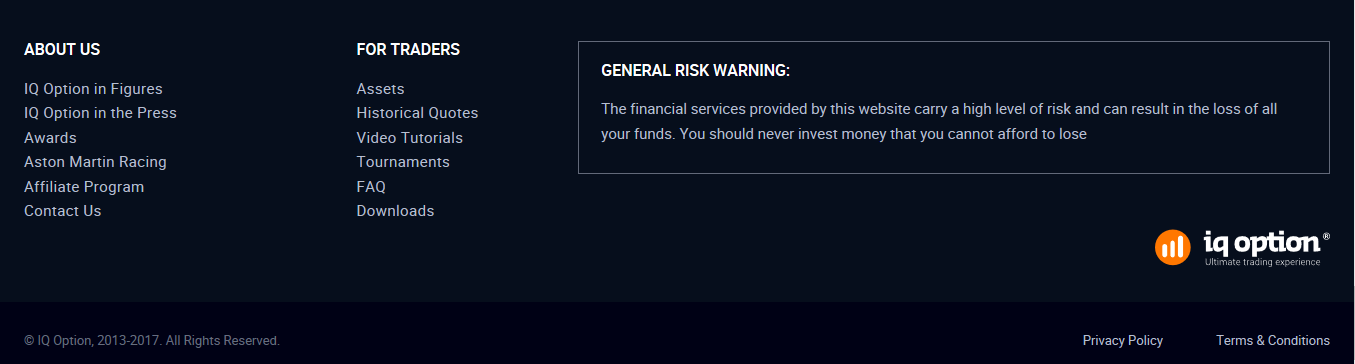 ABOUT US
IQ Option in Figures
IQ Option in the Press
Awards
Aston Martin Racing
Affiliate Program
Contact Us
FOR TRADERS
Assets
Historical Quotes
Video Tutorials
Tournaments
FAQ
Downloads
GENERAL RISK WARNING:
The financial services provided by this website carry a high level of risk and can result in the loss of all
your funds. You should never invest money that you cannot afford to lose
iq option®
Ultimate trading experience
© IQ Option, 2013-2017. All Rights Reserved.
Privacy Policy
Terms & Conditions